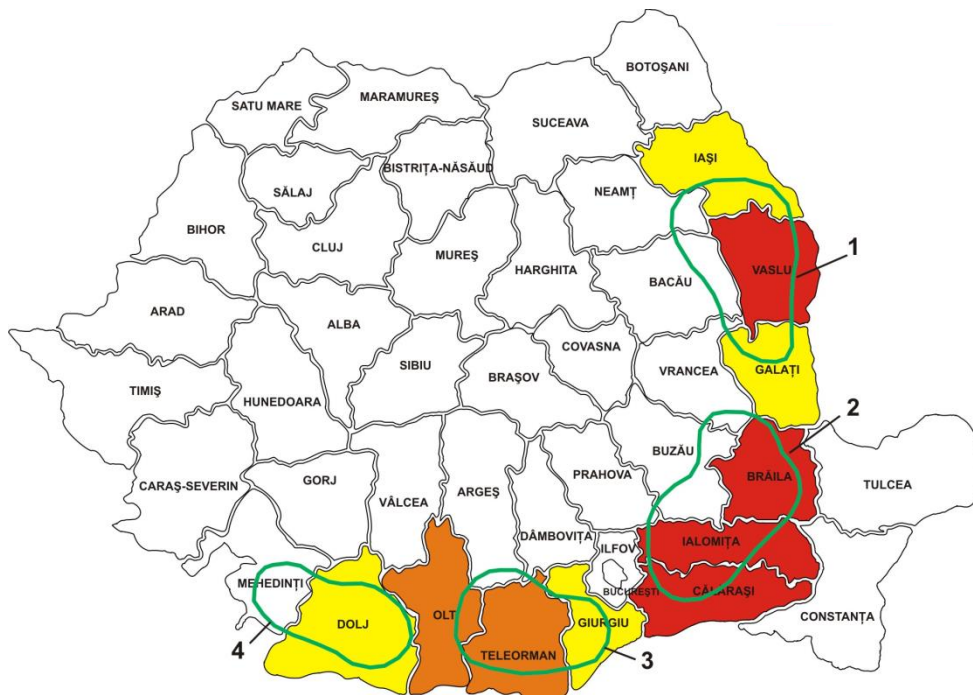 BOTOŞANI
SATU MARE
MARAMUREŞ
SUCEAVA
IAŞI
BISTRIŢA-NĂSĂUD
SĂLAJ
NEAMŢ
BIHOR
CLUJ
MUREŞ
HARGHITA
BACĂU
VASLUI
1
ARAD
ALBA
COVASNA
SIBIU
BRAŞOV
VRANCEA
GALAŢI
TIMIŞ
HUNEDOARA
2
BUZĂU
PRAHOVA
BRĂILA
TULCEA
CARAŞ-SEVERIN
GORJ
VÂLCEA
ARGEŞ
DÂMBOVIŢA
IALOMIŢA
ILFOV
MEHEDINŢI
BUCUREŞTI
CĂLĂRAŞI
CONSTANŢA
OLT
DOLJ
GIURGIU
4
TELEORMAN
3